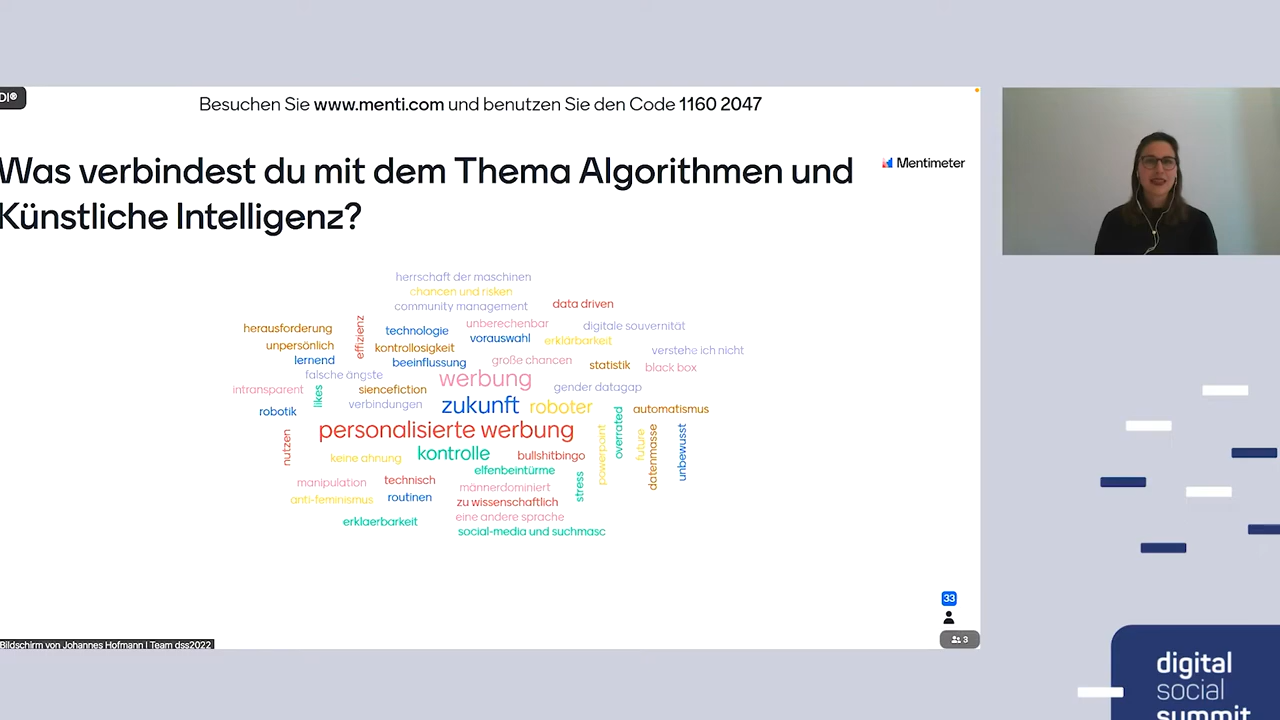 DI®
Besuchen Sie www.menti.com und benutzen Sie den Code 1160 2047
Was verbindest du mit dem Thema Algorithmen und
Künstliche Intelligenz?
Mentimeter
herrschaft der maschinen
chancen und risken
community management
data driven
herausforderung
effizienz
technologie
unberechenbar
digitale souvernität
unpersönlich
kontrollosigkeit
vorauswahl
erklärbarkeit
verstehe ich nicht
lernend
beeinflussung
große chancen
statistik
black box
falsche ängste
werbung
gender datagap
intransparent
likes
siencefiction
verbindungen
zukunft
roboter
automatismus
robotik
personalisierte werbung
nutzen
keine ahnung
kontrolle
bullshitbingo
powerpoint
overrated
future
datenmasse
unbewusst
elfenbeintürme
manipulation
technisch
männerdominiert
stress
anti-feminismus
routinen
zu wissenschaftlich
erklaerbarkeit
eine andere sprache
social-media und suchmasc
33
3
Bildschirm von Johannes Hofmann | Team dss2022
digital
social
summit